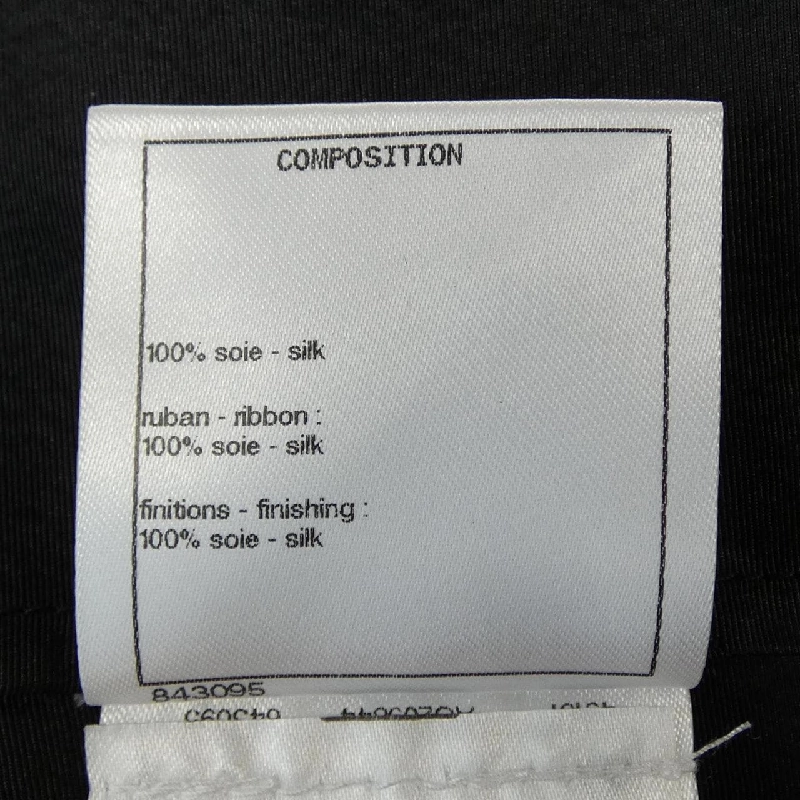 COMPOSITION
100% soie - silk
ruban - ribbon :
100% soie - silk
finitions - finishing :
100% soie - silk
843095